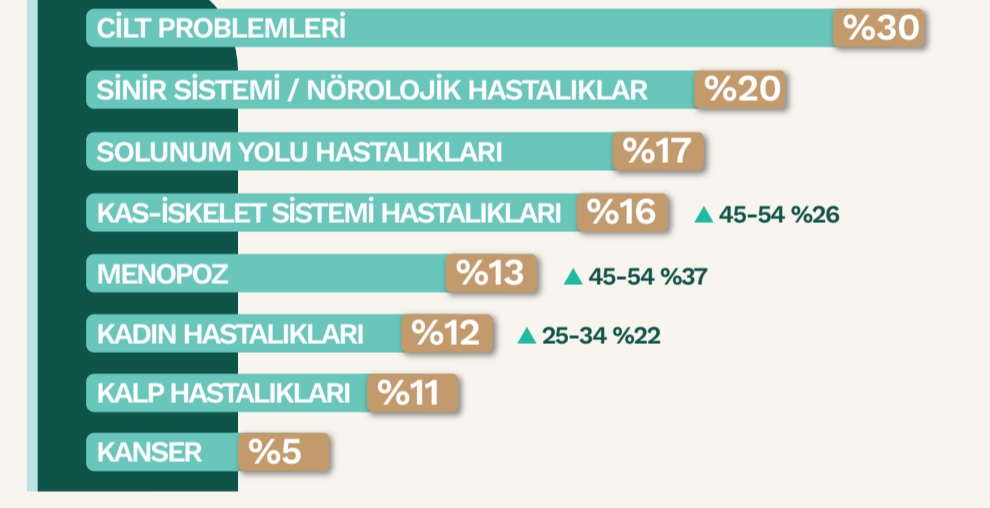 CİLT PROBLEMLERİ %30
SİNİR SİSTEMİ / NÖROLOJİK HASTALIKLAR %20
SOLUNUM YOLU HASTALIKLARI %17
KAS-İSKELET SİSTEMİ HASTALIKLARI %16 ▲ 45-54 %26
MENOPOZ %13 ▲ 45-54 %37
KADIN HASTALIKLARI %12 ▲ 25-34 %22
KALP HASTALIKLARI %11
KANSER %5